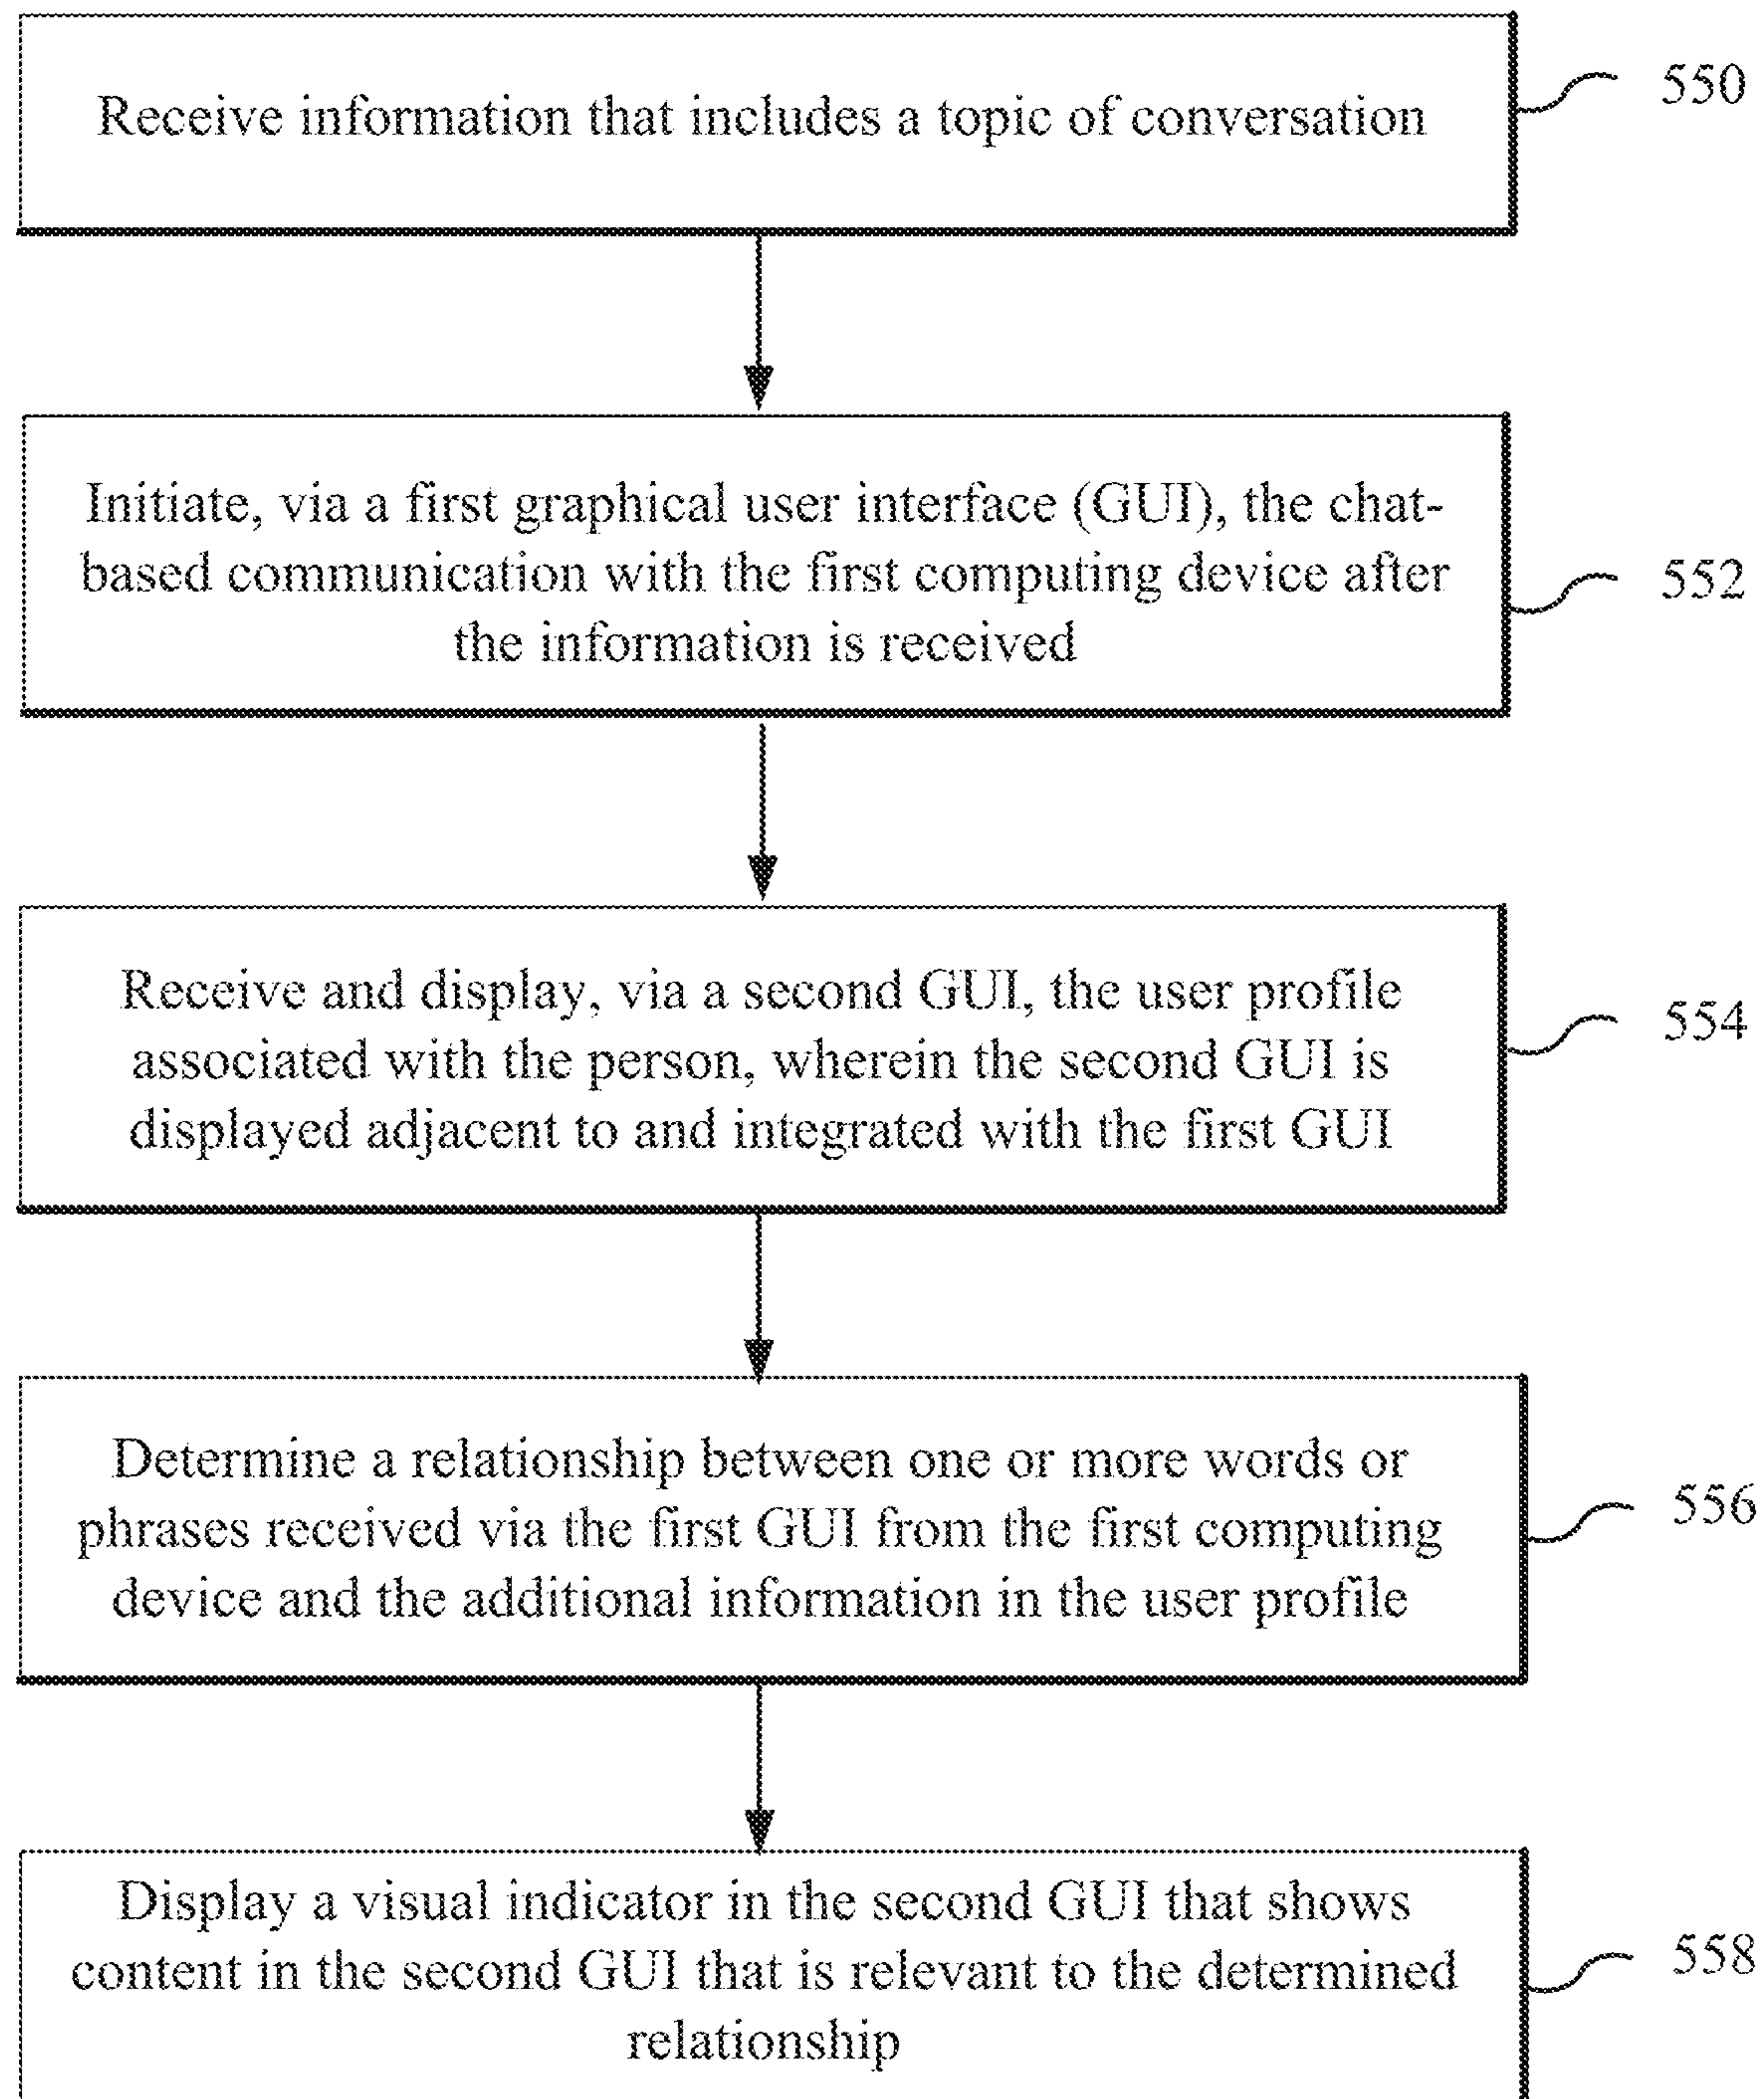 Receive information that includes a topic of conversation
550
Initiate, via a first graphical user interface (GUI), the chat-
based communication with the first computing device after
the information is received
552
Receive and display, via a second GUI, the user profile
associated with the person, wherein the second GUI is
displayed adjacent to and integrated with the first GUI
554
Determine a relationship between one or more words or
phrases received via the first GUI from the first computing
device and the additional information in the user profile
556
Display a visual indicator in the second GUI that shows
content in the second GUI that is relevant to the determined
relationship
558